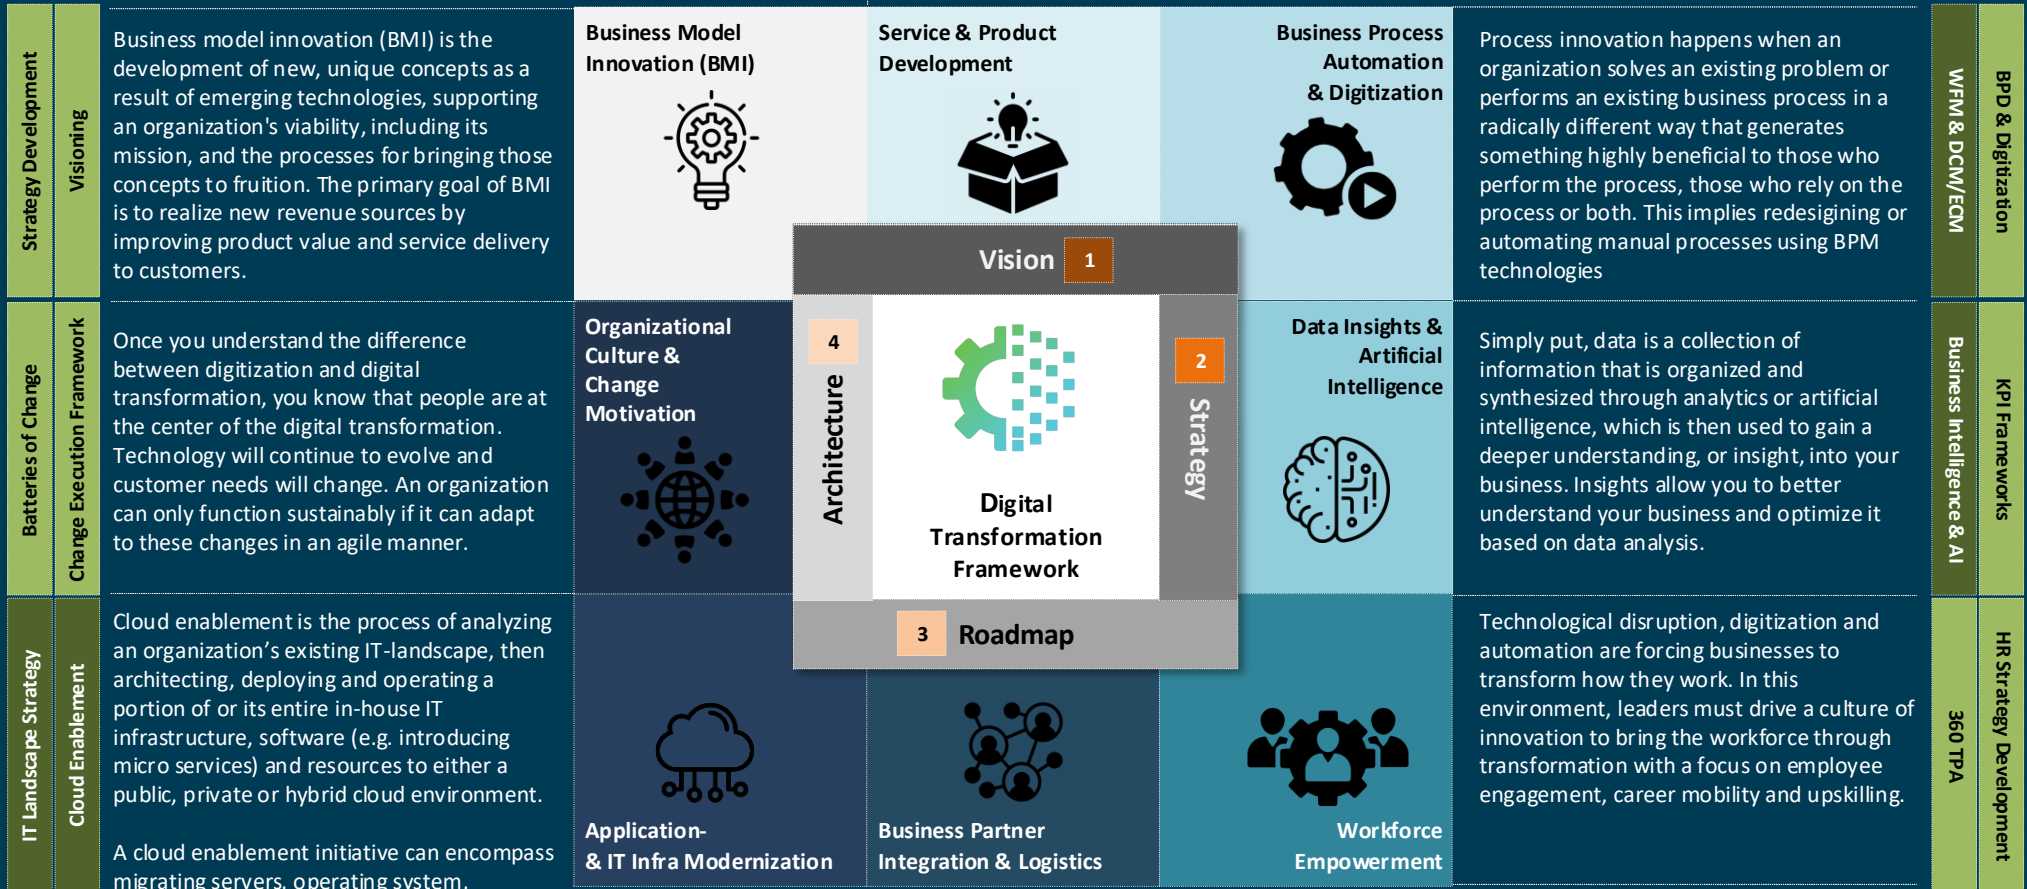 Strategy Development
Visioning
Business model innovation (BMI) is the
development of new, unique concepts as a
result of emerging technologies, supporting
an organization's viability, including its
mission, and the processes for bringing those
concepts to fruition. The primary goal of BMI
is to realize new revenue sources by
improving product value and service delivery
to customers.
Business Model
Innovation (BMI)
Service & Product
Development
Business Process
Automation
& Digitization
Process innovation happens when an
organization solves an existing problem or
performs an existing business process in a
radically different way that generates
something highly beneficial to those who
perform the process, those who rely on the
process or both. This implies redesigining or
automating manual processes using BPM
technologies
WFM & DCM/ECM
BPD & Digitization
Vision 1
Batteries of Change
Change Execution Framework
Once you understand the difference
between digitization and digital
transformation, you know that people are at
the center of the digital transformation.
Technology will continue to evolve and
customer needs will change. An organization
can only function sustainably if it can adapt
to these changes in an agile manner.
Organizational
Culture &
Change
Motivation
4
Architecture
Digital
Transformation
Framework
2
Strategy
Data Insights &
Artificial
Intelligence
Simply put, data is a collection of
information that is organized and
synthesized through analytics or artificial
intelligence, which is then used to gain a
deeper understanding, or insight, into your
business. Insights allow you to better
understand your business and optimize it
based on data analysis.
Business Intelligence & AI
KPI Frameworks
3 Roadmap
IT Landscape Strategy
Cloud Enablement
Cloud enablement is the process of analyzing
an organization’s existing IT-landscape, then
architecting, deploying and operating a
portion of or its entire in-house IT
infrastructure, software (e.g. introducing
micro services) and resources to either a
public, private or hybrid cloud environment.
A cloud enablement initiative can encompass
migrating servers, operating system,
Application-
& IT Infra Modernization
Business Partner
Integration & Logistics
Workforce
Empowerment
Technological disruption, digitization and
automation are forcing businesses to
transform how they work. In this
environment, leaders must drive a culture of
innovation to bring the workforce through
transformation with a focus on employee
engagement, career mobility and upskilling.
360 TPA
HR Strategy Development